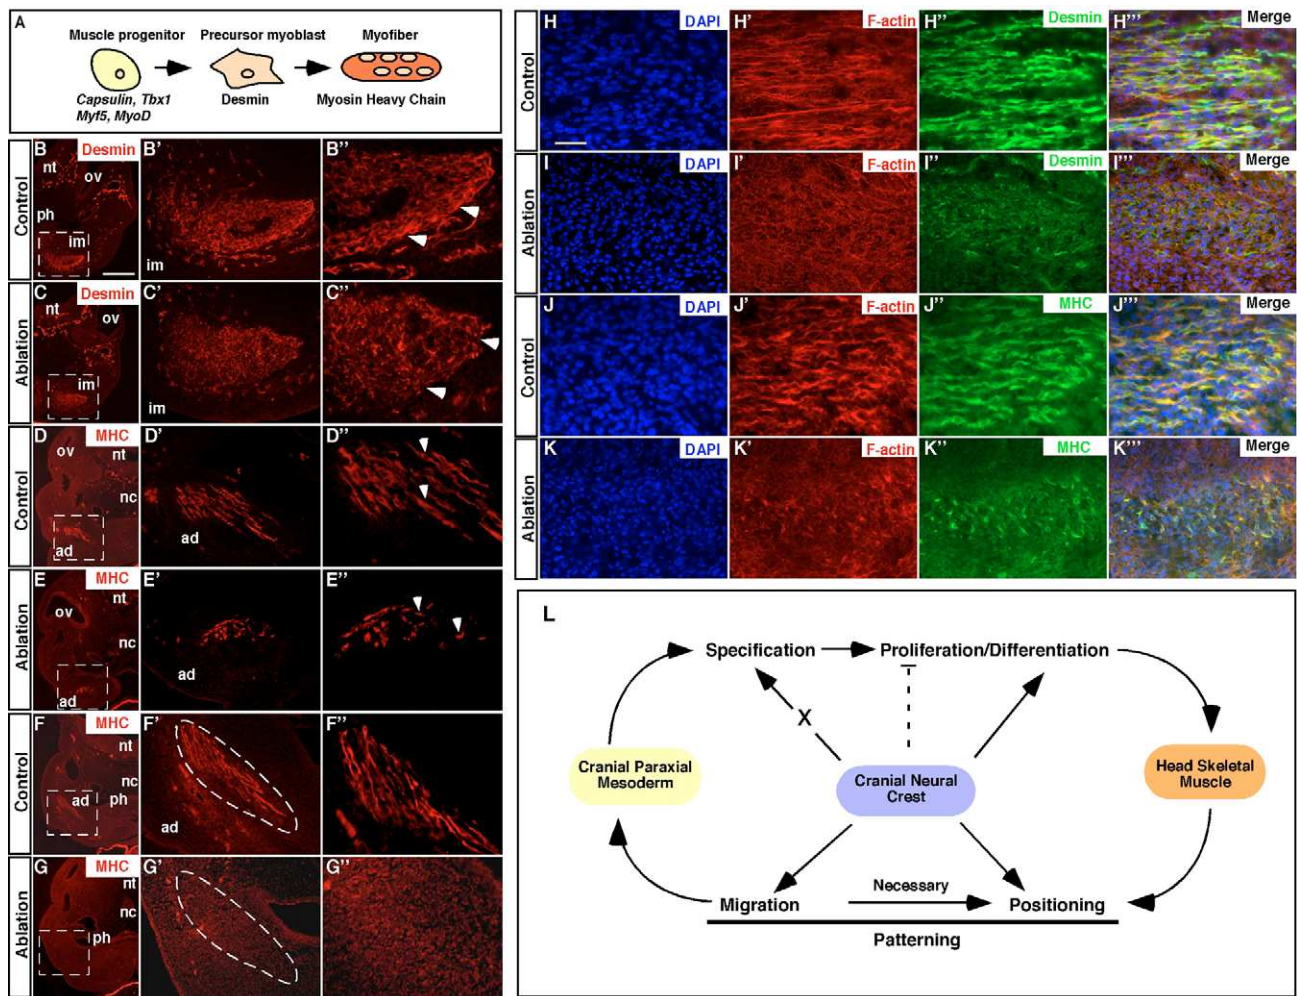 A
Muscle progenitor
Precursor myoblast
Myofiber
Capsulin, Tbx1
Myf5, MyoD
Desmin
Myosin Heavy Chain
Control
B
Desmin
nt
ov
ph
im
B'
im
B''
Ablation
C
Desmin
nt
ov
im
C'
im
C''
Control
D
MHC
ov
nt
nc
ad
D'
ad
D''
Ablation
E
MHC
ov
nt
nc
ad
E'
ad
E''
Control
F
MHC
nt
nc
ad
ph
F'
ad
F''
Ablation
G
MHC
nt
nc
ph
G'
G''
Control
H
DAPI
H'
F-actin
H''
Desmin
H'''
Merge
Ablation
I
DAPI
I'
F-actin
I''
Desmin
I'''
Merge
Control
J
DAPI
J'
F-actin
J''
MHC
J'''
Merge
Ablation
K
DAPI
K'
F-actin
K''
MHC
K'''
Merge
L
Specification
Proliferation/Differentiation
X
Cranial Paraxial
Mesoderm
Cranial Neural
Crest
Head Skeletal
Muscle
Necessary
Migration
Positioning
Patterning